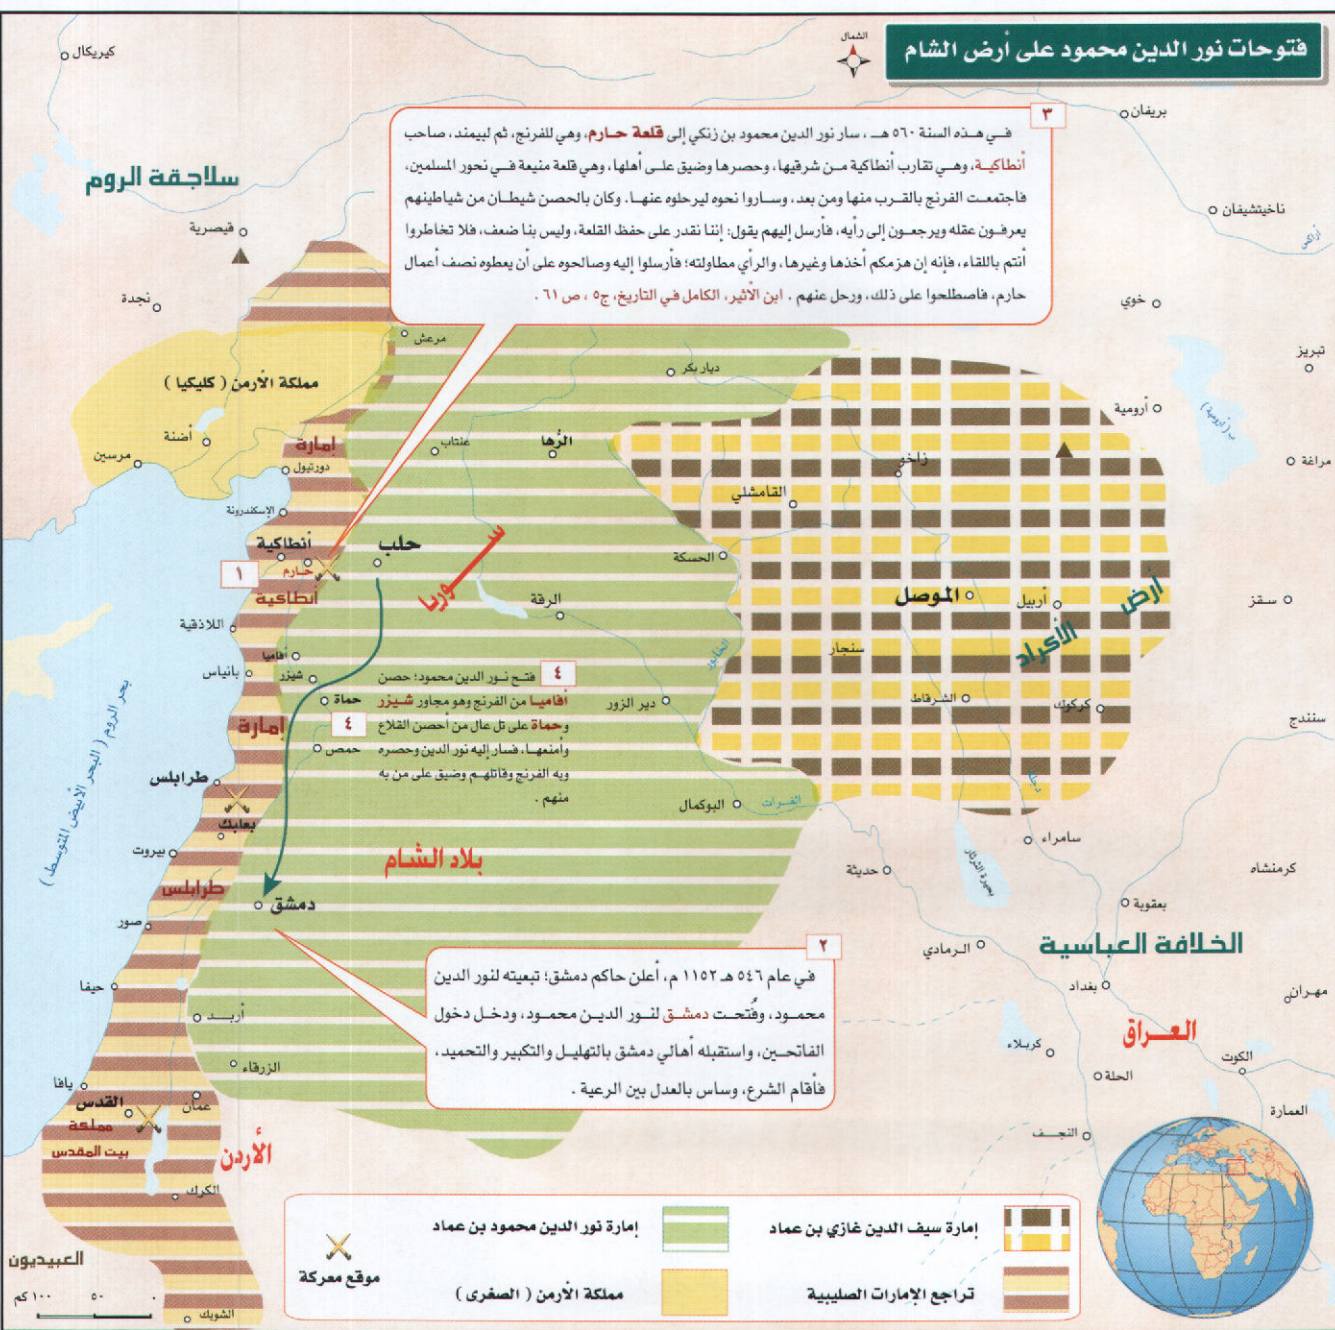 فتوحات نور الدين محمود على أرض الشام
الشمال
٣
في هذه السنة ٥٦٠ هـ، سار نور الدين محمود بن زنكي إلى قلعة حارم، وهي للفرنج، ثم لبيمند، صاحب
أنطاكية، وهي تقارب أنطاكية من شرقيها، وحصرها وضيق على أهلها، وهي قلعة منيعة في نحور المسلمين،
فاجتمعت الفرنج بالقرب منها ومن بعد، وساروا نحوه ليرحلوه عنها. وكان بالحصن شيطان من شياطينهم
يعرفون عقله ويرجعون إلى رأيه، فأرسل إليهم يقول: إننا نقدر على حفظ القلعة، وليس بنا ضعف، فلا تخاطروا
أنتم باللقاء، فإنه إن هزمكم أخذها وغيرها، والرأي مطاولته؛ فأرسلوا إليه وصالحوه على أن يعطوه نصف أعمال
حارم، فاصطلحوا على ذلك، ورحل عنهم . ابن الأثير، الكامل في التاريخ، ج٥ ، ص ٦١ .
كيريكال
بريفان
سلاجقة الروم
ناخيتشيفان
قيصرية
أراكس
نجدة
خوي
مرعش
تبريز
مملكة الأرمن ( كليكيا )
ديار بكر
أرومية
ب (أرومية)
أضنة
إمارة
عنتاب
الرُّها
مرسين
دورتيول
زاخو
مراغة
القامشلي
الإسكندرونة
أنطاكية
حلب
سـوريا
الحسكة
١
حارم
أنطاكية
الرقة
الموصل
أربيل
أرض
الأكراد
سقز
اللاذقية
أفاميا
سنجار
الخابور
بانياس
شيزر
٤
فتح نور الدين محمود؛ حصن
أفاميا من الفرنج وهو مجاور شيزر
وحماة على تل عال من أحصن القلاع
وأمنعها، فسار إليه نور الدين وحصره
وبه الفرنج وقاتلهم وضيق على من به
منهم .
حماة
٤
دير الزور
الشرقاط
كركوك
سنندج
إمارة
حمص
بحر الروم ( البحر الأبيض المتوسط )
طرابلس
دجلة
البوكمال
الفرات
بعلبك
سامراء
بيروت
بلاد الشام
بحيرة الثرثار
حديثة
كرمنشاه
طرابلس
دمشق
بعقوبة
صور
الخلافة العباسية
الرمادي
٢
في عام ٥٤٦ هـ ١١٥٢ م، أعلن حاكم دمشق؛ تبعيته لنور الدين
محمود، وفُتحت دمشق لنور الدين محمود، ودخل دخول
الفاتحين، واستقبله أهالي دمشق بالتهليل والتكبير والتحميد،
فأقام الشرع، وساس بالعدل بين الرعية .
حيفا
بغداد
مهران
أربد
العراق
كربلاء
الزرقاء
الكوت
يافا
الحلة
عمان
القدس
العمارة
مملكة
بيت المقدس
النجف
الأردن
الكرك
إمارة سيف الدين غازي بن عماد
إمارة نور الدين محمود بن عماد
تراجع الإمارات الصليبية
مملكة الأرمن ( الصغرى )
موقع معركة
العبيديون
٠ ٥٠ ١٠٠ كم
الشوبك